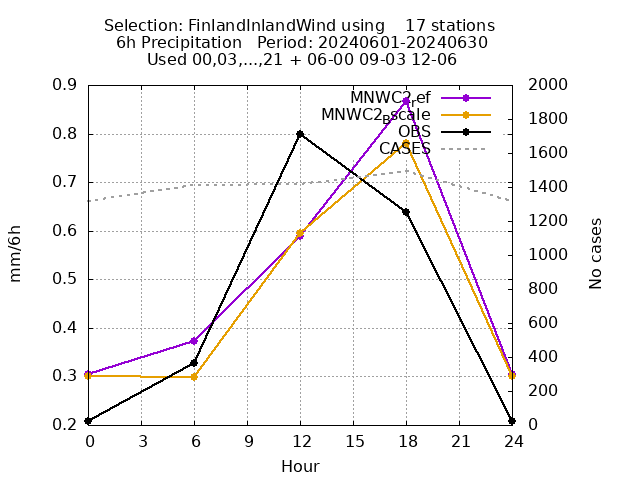 Selection: FinlandInlandWind using    17 stations
6h Precipitation   Period: 20240601-20240630
Used 00,03,...,21 + 06-00 09-03 12-06
0.9
0.8
0.7
0.6
0.5
0.4
0.3
0.2
mm/6h
MNWC2ref
MNWC2Bscale
OBS
CASES
2000
1800
1600
1400
1200
1000
800
600
400
200
0
No cases
0 3 6 9 12 15 18 21 24
Hour